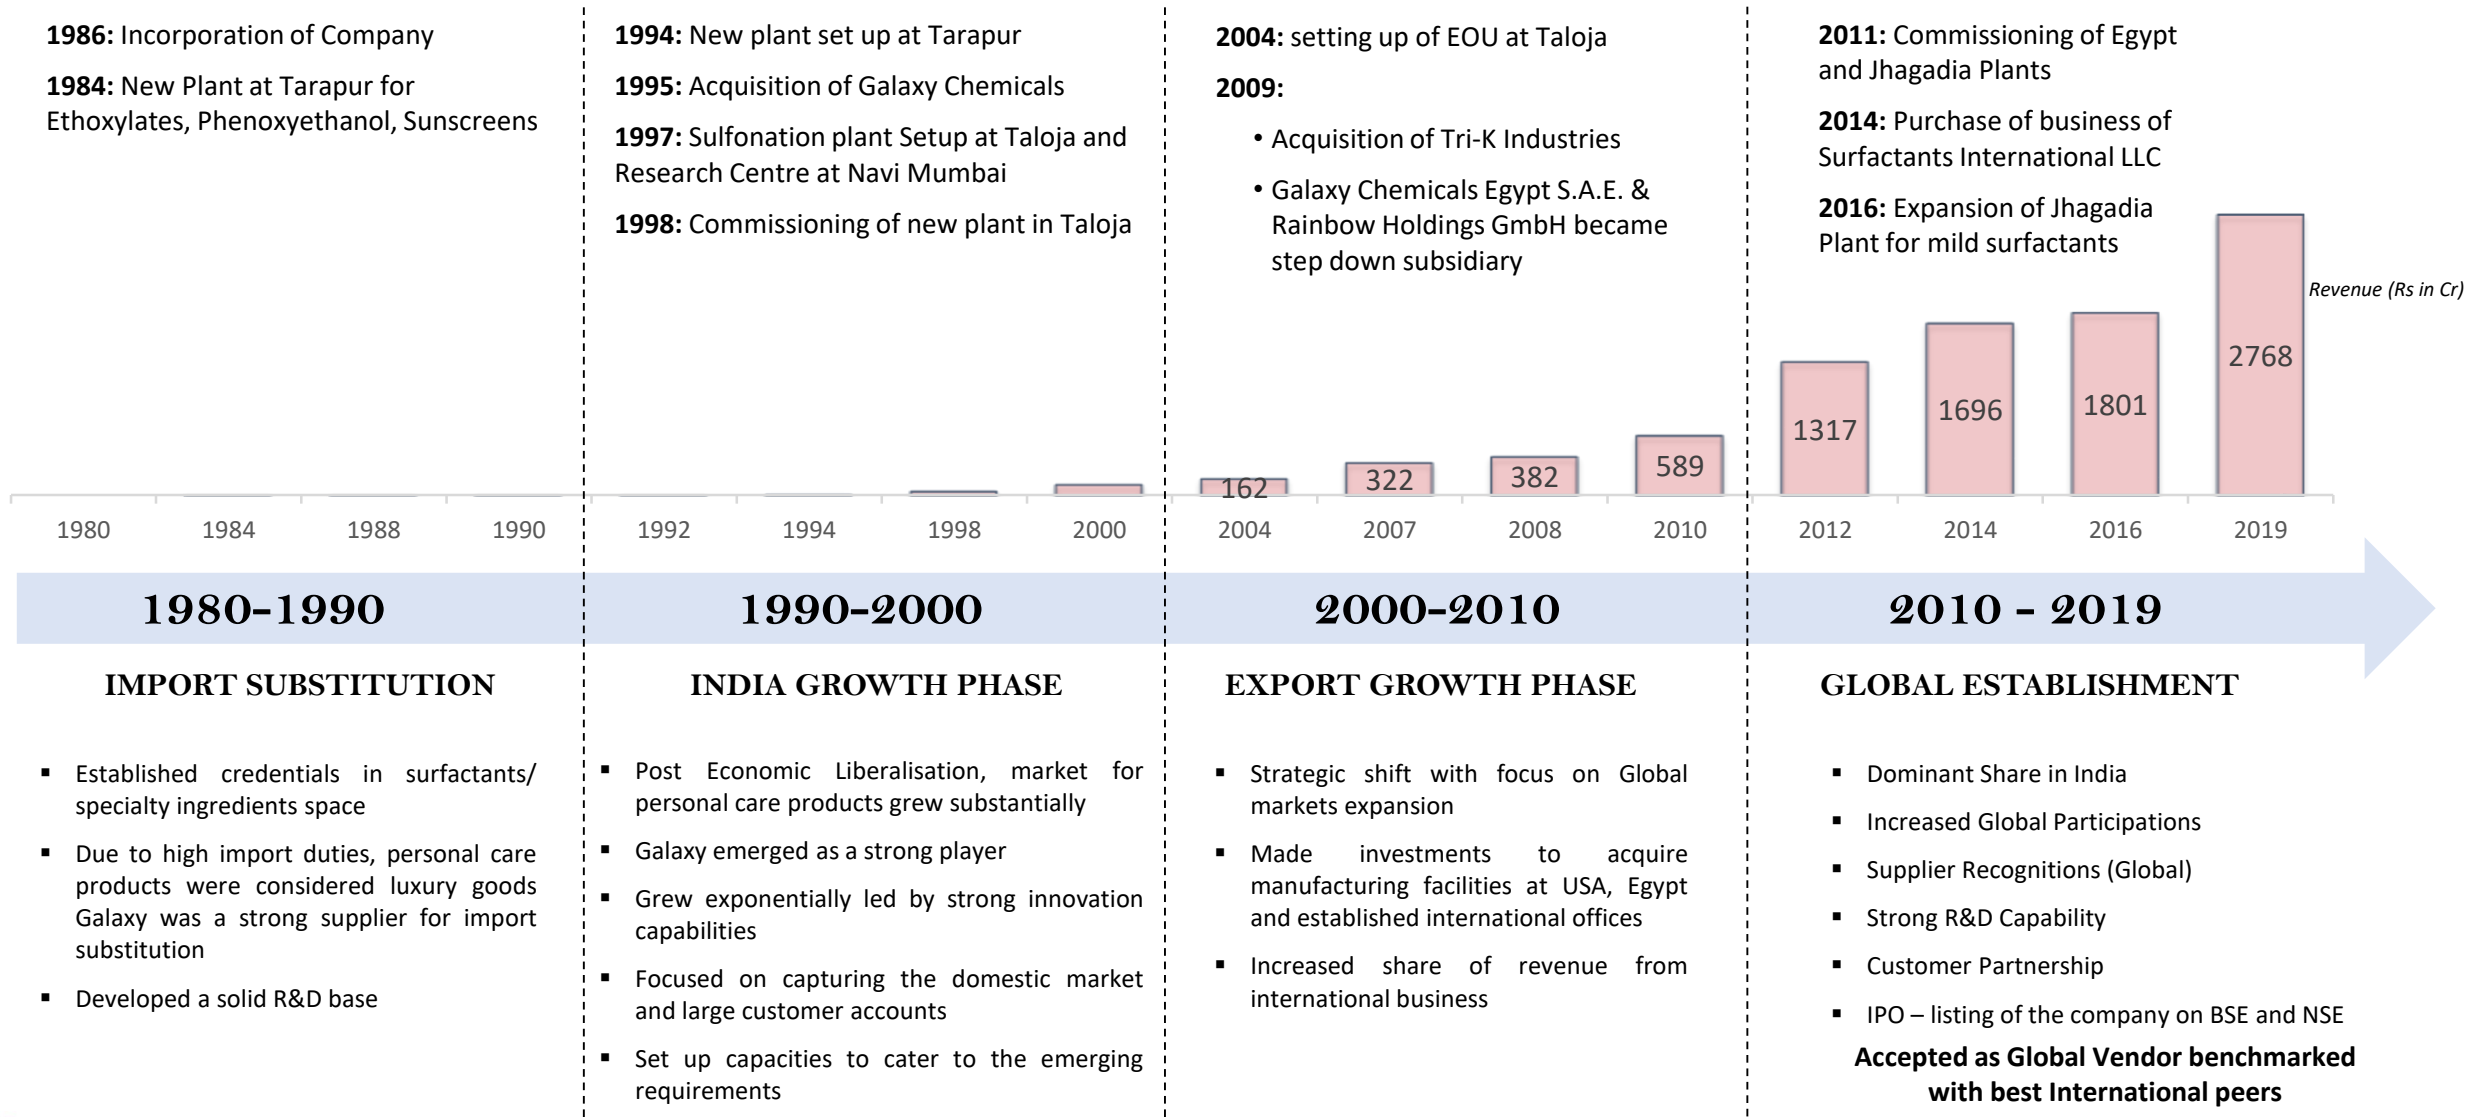 1986: Incorporation of Company
1984: New Plant at Tarapur for
Ethoxylates, Phenoxyethanol, Sunscreens
1994: New plant set up at Tarapur
1995: Acquisition of Galaxy Chemicals
1997: Sulfonation plant Setup at Taloja and
Research Centre at Navi Mumbai
1998: Commissioning of new plant in Taloja
2004: setting up of EOU at Taloja
2009:
• Acquisition of Tri-K Industries
• Galaxy Chemicals Egypt S.A.E. &
Rainbow Holdings GmbH became
step down subsidiary
2011: Commissioning of Egypt
and Jhagadia Plants
2014: Purchase of business of
Surfactants International LLC
2016: Expansion of Jhagadia
Plant for mild surfactants
Revenue (Rs in Cr)
162
322
382
589
1317
1696
1801
2768
1980
1984
1988
1990
1992
1994
1998
2000
2004
2007
2008
2010
2012
2014
2016
2019
1980-1990
1990-2000
2000-2010
2010 - 2019
IMPORT SUBSTITUTION
▪ Established credentials in surfactants/
specialty ingredients space
▪ Due to high import duties, personal care
products were considered luxury goods
Galaxy was a strong supplier for import
substitution
▪ Developed a solid R&D base
INDIA GROWTH PHASE
▪ Post Economic Liberalisation, market for
personal care products grew substantially
▪ Galaxy emerged as a strong player
▪ Grew exponentially led by strong innovation
capabilities
▪ Focused on capturing the domestic market
and large customer accounts
▪ Set up capacities to cater to the emerging
requirements
EXPORT GROWTH PHASE
▪ Strategic shift with focus on Global
markets expansion
▪ Made investments to acquire
manufacturing facilities at USA, Egypt
and established international offices
▪ Increased share of revenue from
international business
GLOBAL ESTABLISHMENT
▪ Dominant Share in India
▪ Increased Global Participations
▪ Supplier Recognitions (Global)
▪ Strong R&D Capability
▪ Customer Partnership
▪ IPO – listing of the company on BSE and NSE
Accepted as Global Vendor benchmarked
with best International peers